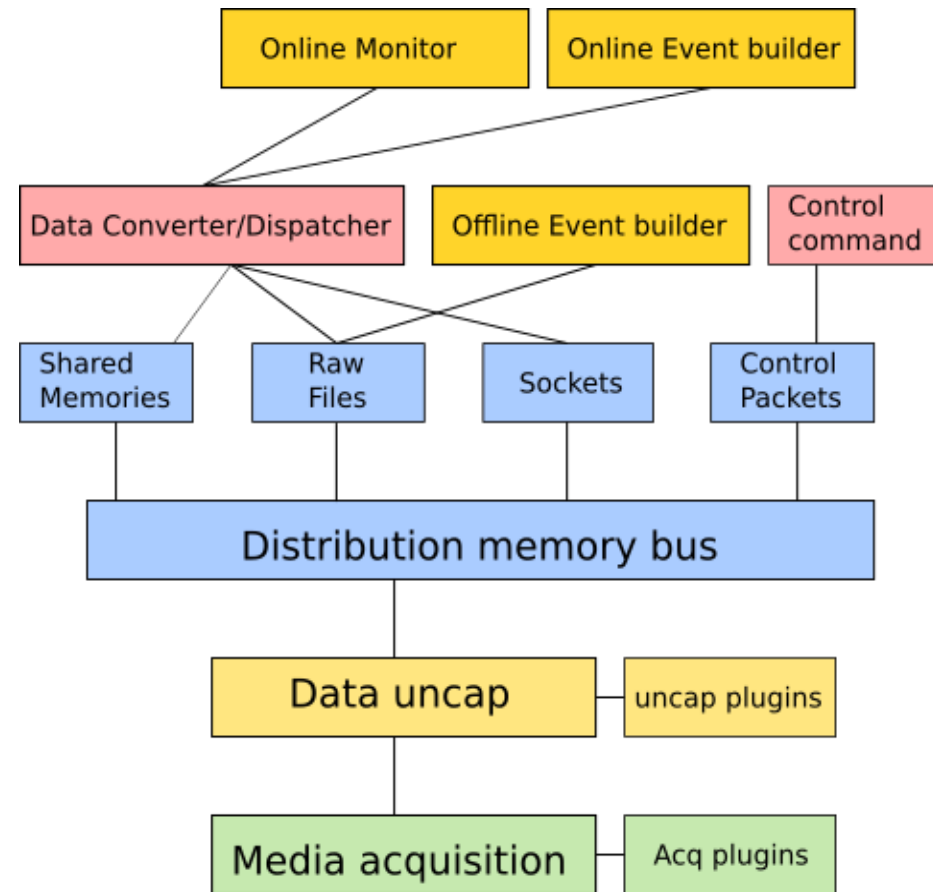 Online Monitor
Online Event builder
Data Converter/Dispatcher
Offline Event builder
Control
command
Shared
Memories
Raw
Files
Sockets
Control
Packets
Distribution memory bus
Data uncap
uncap plugins
Media acquisition
Acq plugins